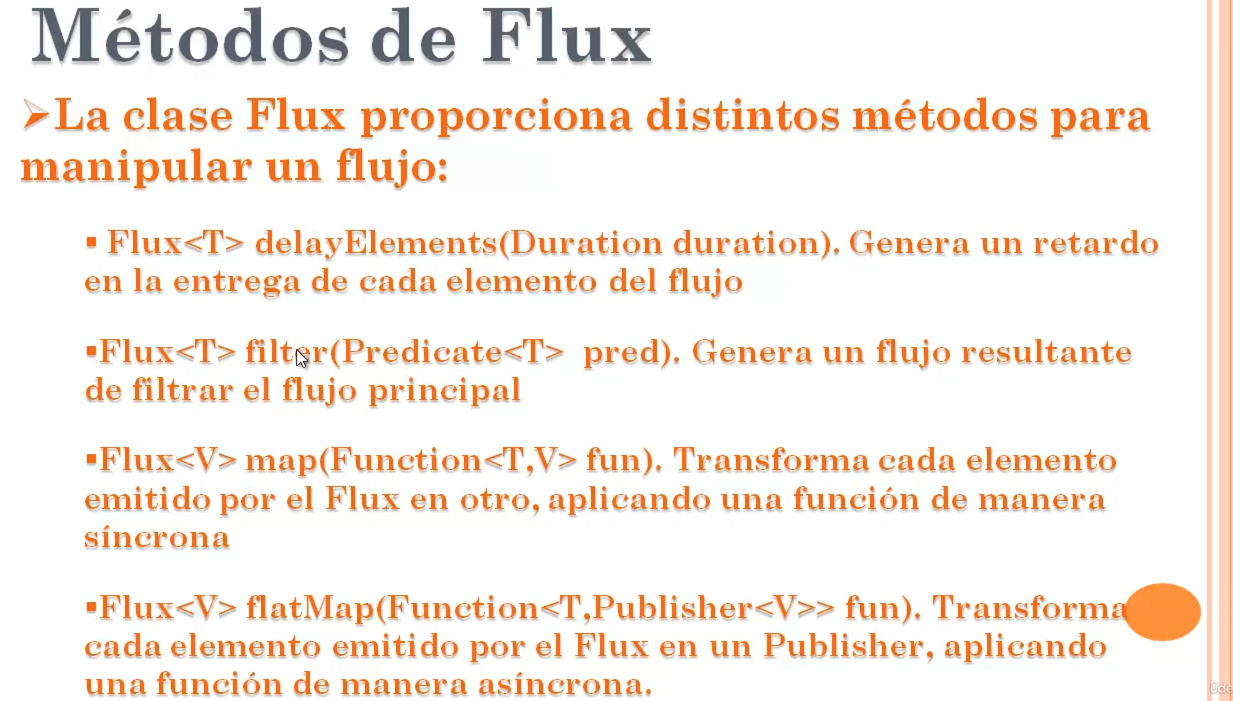 Métodos de Flux
➢La clase Flux proporciona distintos métodos para
manipular un flujo:
▪ Flux<T> delayElements(Duration duration). Genera un retardo
en la entrega de cada elemento del flujo
▪Flux<T> filter(Predicate<T>  pred). Genera un flujo resultante
de filtrar el flujo principal
▪Flux<V> map(Function<T,V> fun). Transforma cada elemento
emitido por el Flux en otro, aplicando una función de manera
síncrona
▪Flux<V> flatMap(Function<T,Publisher<V>> fun). Transforma
cada elemento emitido por el Flux en un Publisher, aplicando
una función de manera asíncrona.